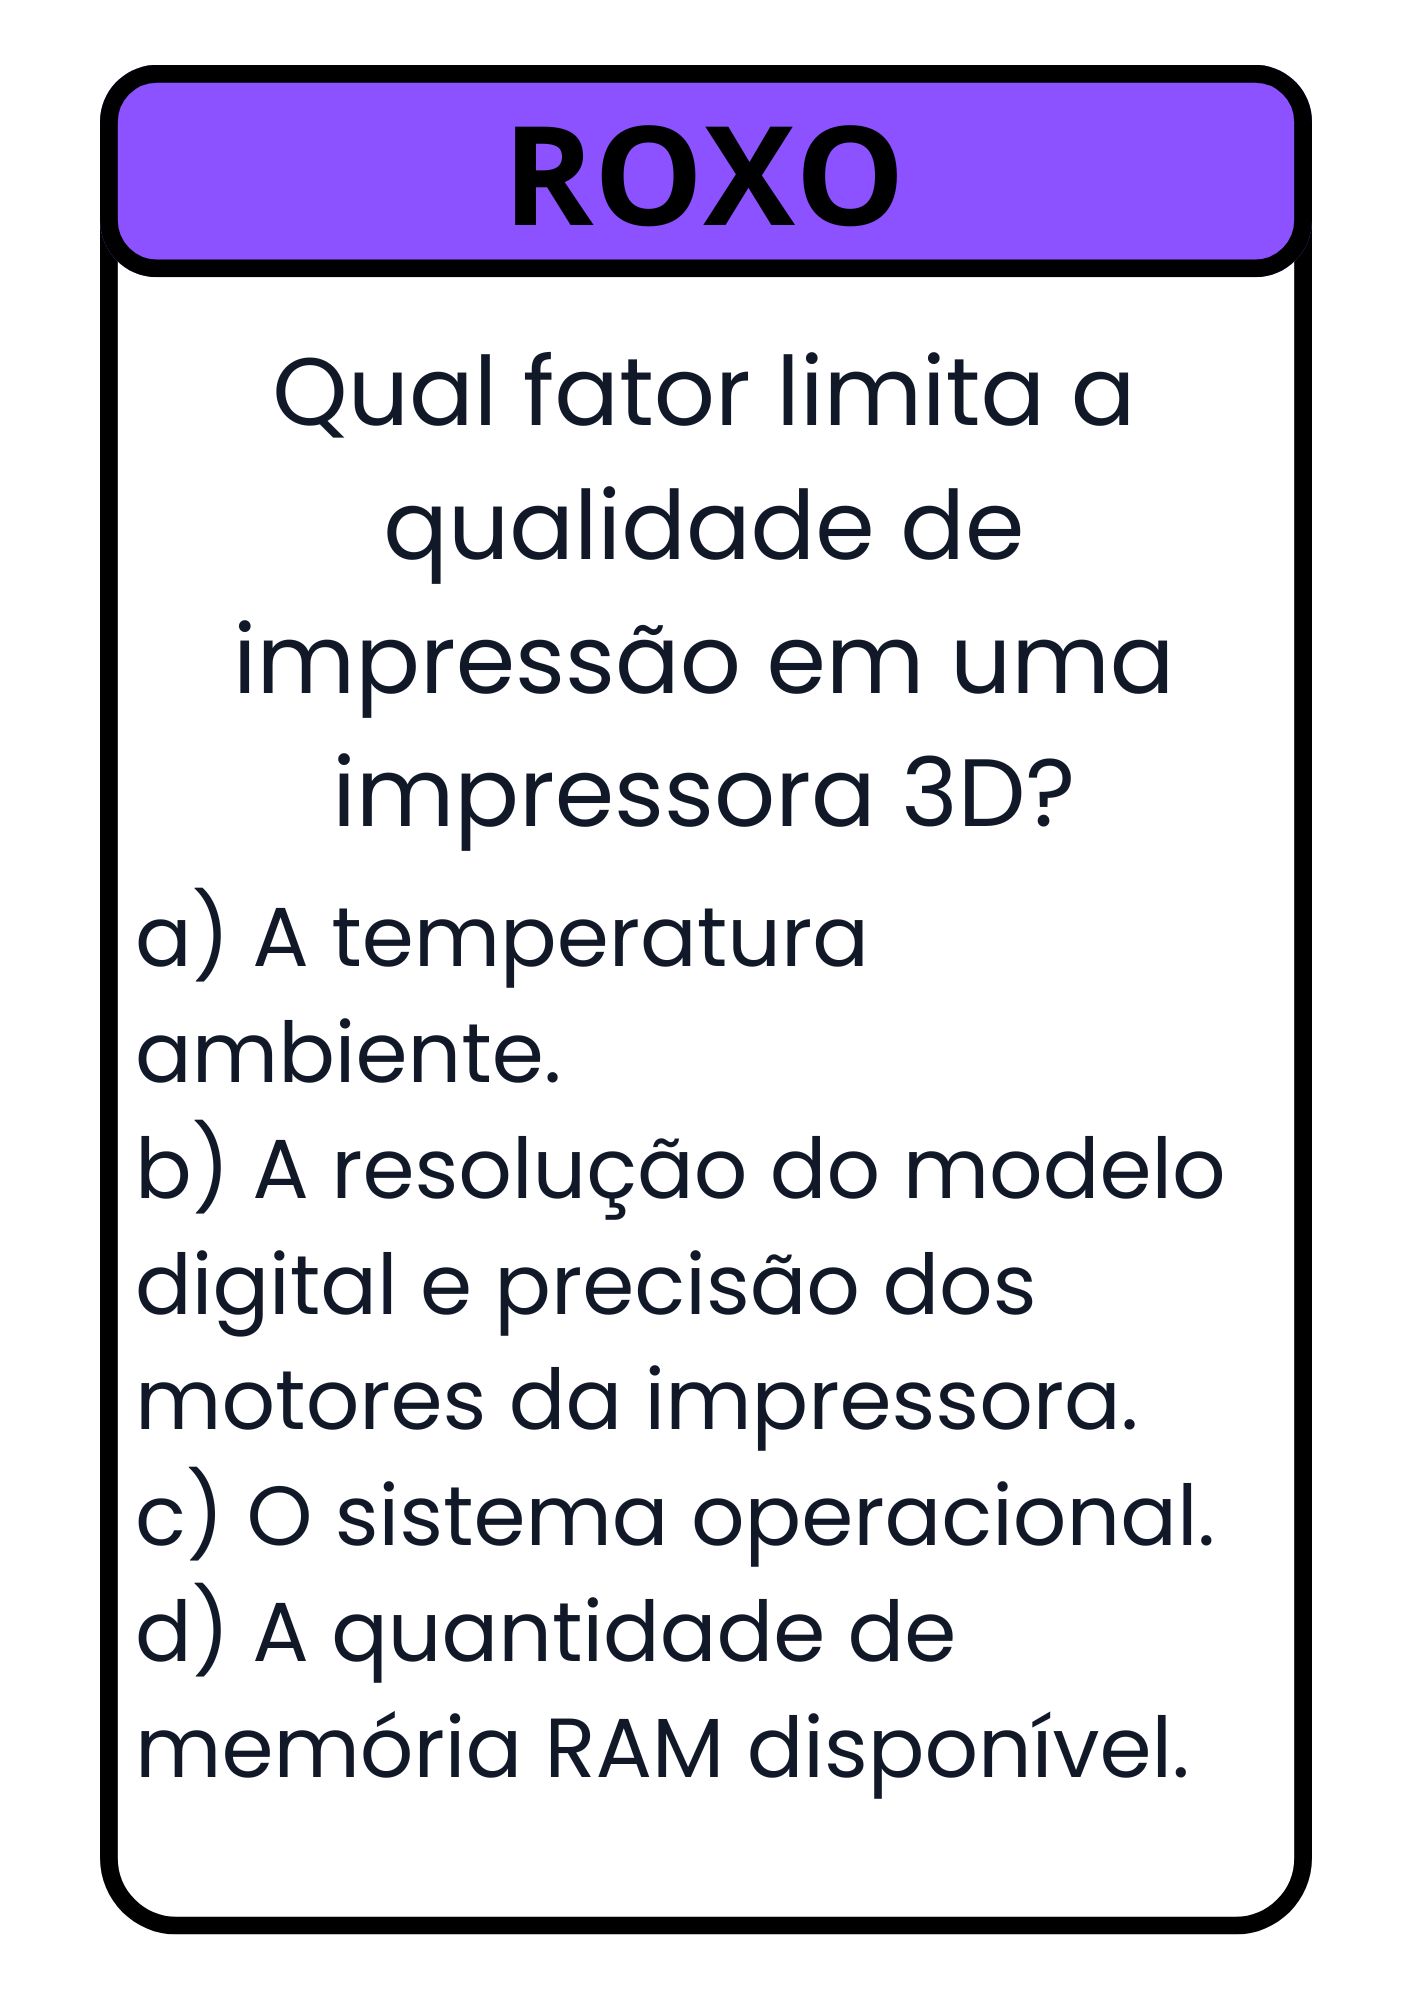 ROXO
Qual fator limita a
qualidade de
impressão em uma
impressora 3D?
a) A temperatura
ambiente.
b) A resolução do modelo
digital e precisão dos
motores da impressora.
c) O sistema operacional.
d) A quantidade de
memória RAM disponível.